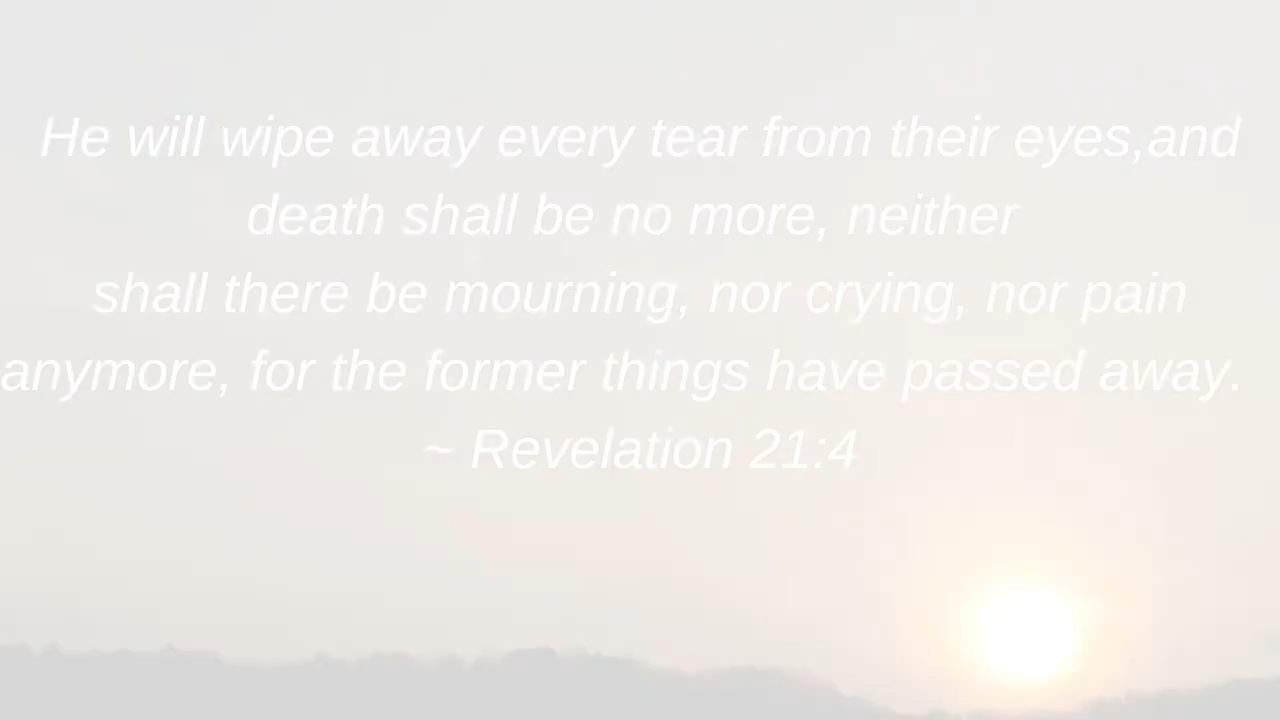 He will wipe away every tear from their eyes,and
death shall be no more, neither
shall there be mourning, nor crying, nor pain
anymore, for the former things have passed away.
~ Revelation 21:4